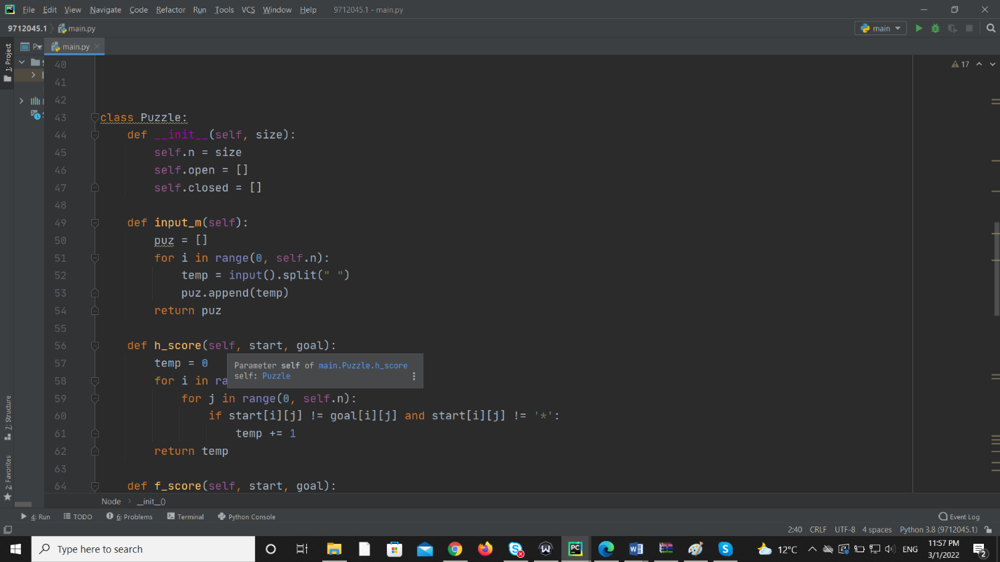 File Edit View Navigate Code Refactor Run Tools VCS Window Help 9712045.1 - main.py
9712045.1 main.py main
1: Project
main.py
17
40
41
42
43 class Puzzle:
44 def __init__(self, size):
45 self.n = size
46 self.open = []
47 self.closed = []
48
49 def input_m(self):
50 puz = []
51 for i in range(0, self.n):
52 temp = input().split(" ")
53 puz.append(temp)
54 return puz
55
56 def h_score(self, start, goal):
57 temp = 0
Parameter self of main.Puzzle.h_score
self: Puzzle
58 for i in ra
59 for j in range(0, self.n):
60 if start[i][j] != goal[i][j] and start[i][j] != '*':
61 temp += 1
62 return temp
63
64 def f_score(self, start, goal):
Z: Structure
2: Favorites
Node __init__()
4: Run TODO 6: Problems Terminal Python Console Event Log
2:40 CRLF UTF-8 4 spaces Python 3.8 (9712045.1)
Type here to search
12°C ENG 11:57 PM
3/1/2022
2